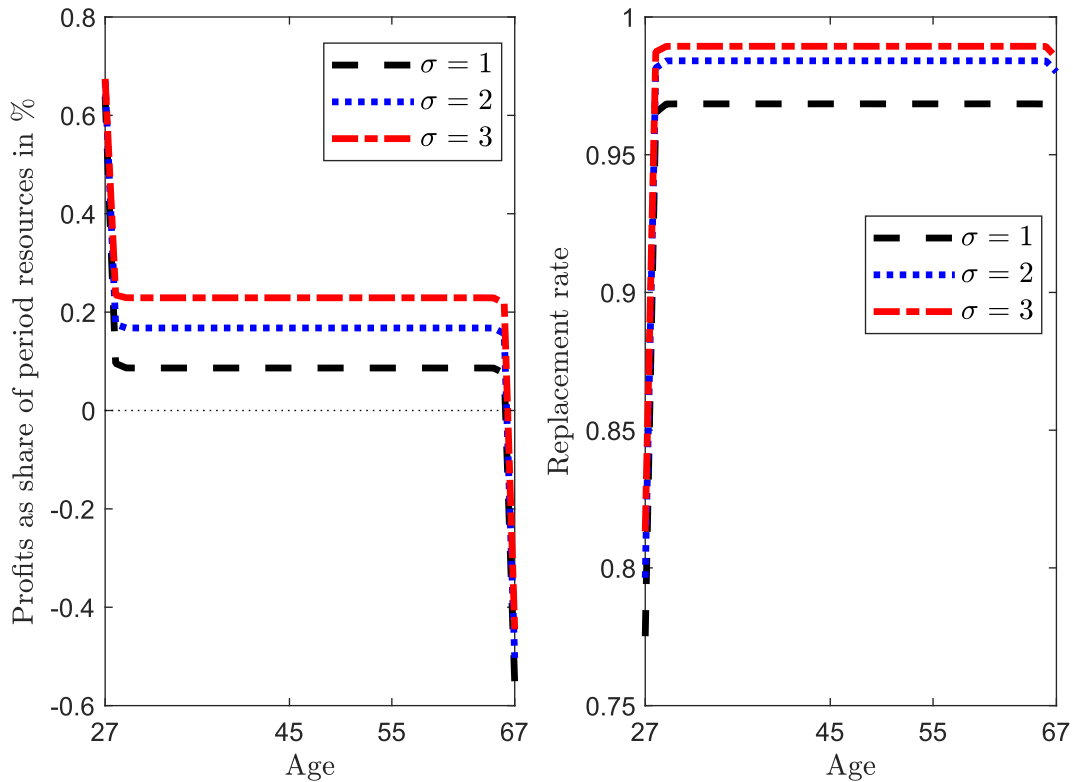 Profits as share of period resources in %
0.8
0.6
0.4
0.2
0
-0.2
-0.4
-0.6
27
45
55
67
Age
σ = 1
σ = 2
σ = 3
Replacement rate
1
0.95
0.9
0.85
0.8
0.75
27
45
55
67
Age
σ = 1
σ = 2
σ = 3